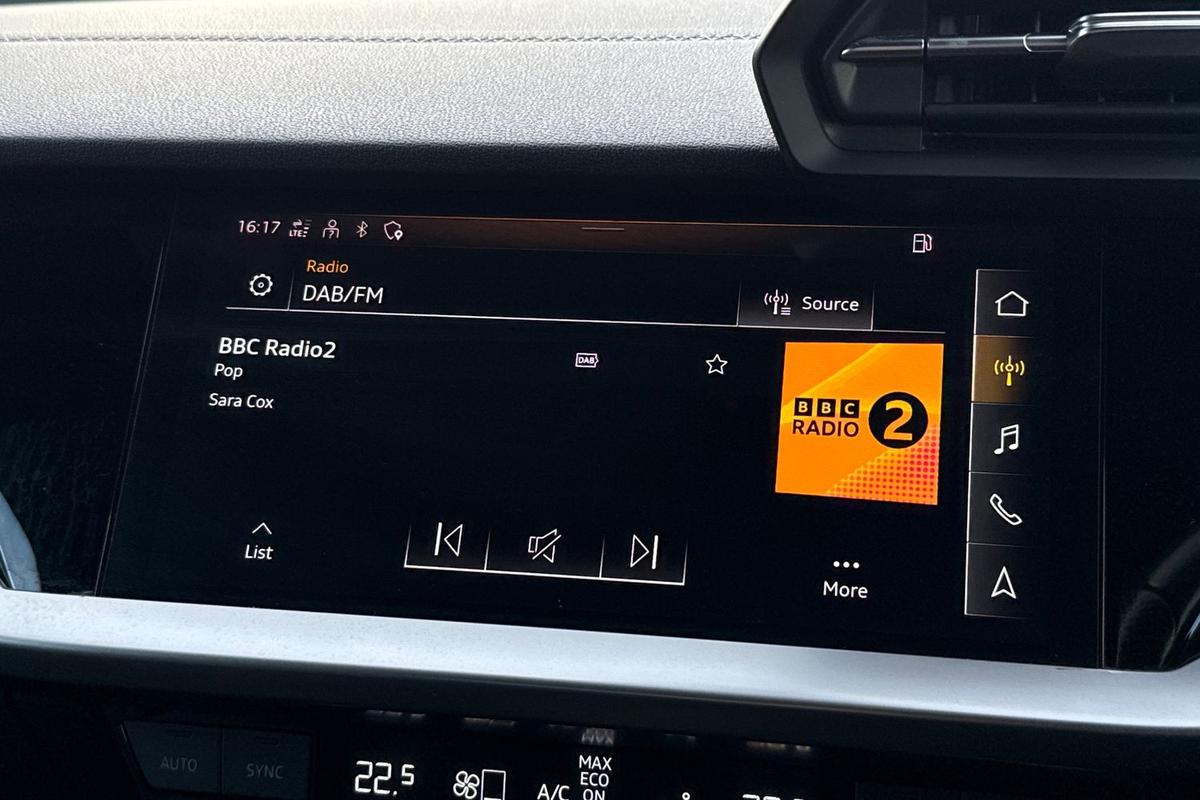 16:17 LTE
Radio
DAB/FM
Source
BBC Radio2
DAB
Pop
Sara Cox
BBC
RADIO 2
List
More
AUTO
SYNC
22.5
A/C
MAX
ECO
ON